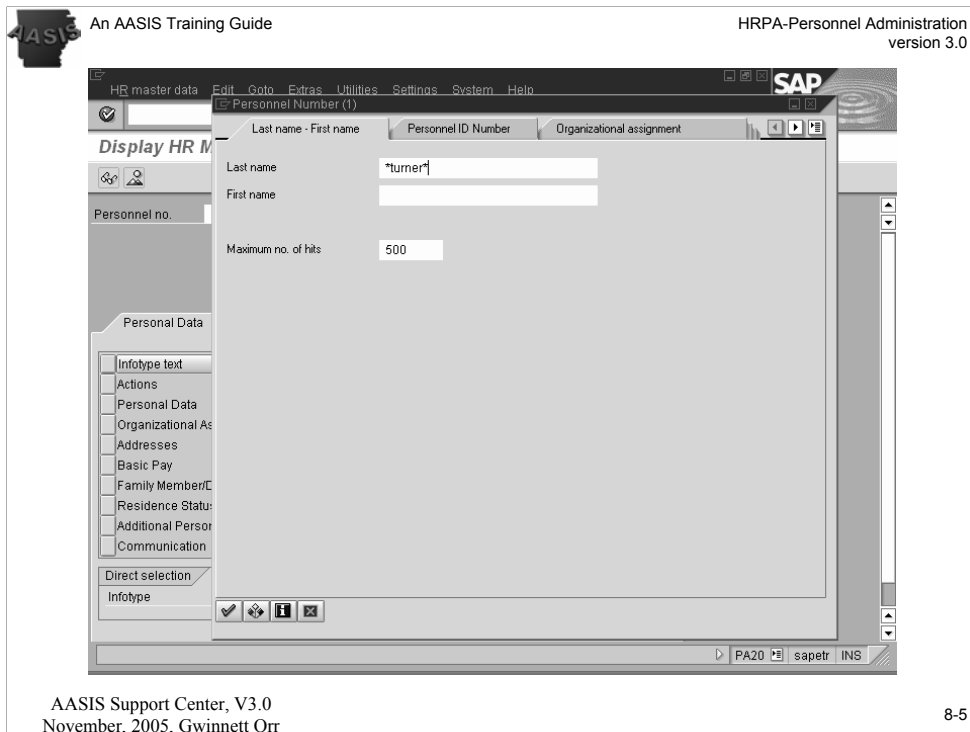 AASIS
An AASIS Training Guide
HRPA-Personnel Administration
version 3.0
HR master data Edit Goto Extras Utilities Settings System Help
SAP
Personnel Number (1)
Last name - First name Personnel ID Number Organizational assignment
Display HR M
Last name *turner*
First name
Personnel no.
Maximum no. of hits 500
Personal Data
Infotype text
Actions
Personal Data
Organizational As
Addresses
Basic Pay
Family Member/D
Residence Status
Additional Person
Communication
Direct selection
Infotype
PA20 sapetr INS
AASIS Support Center, V3.0
November, 2005, Gwinnett Orr
8-5